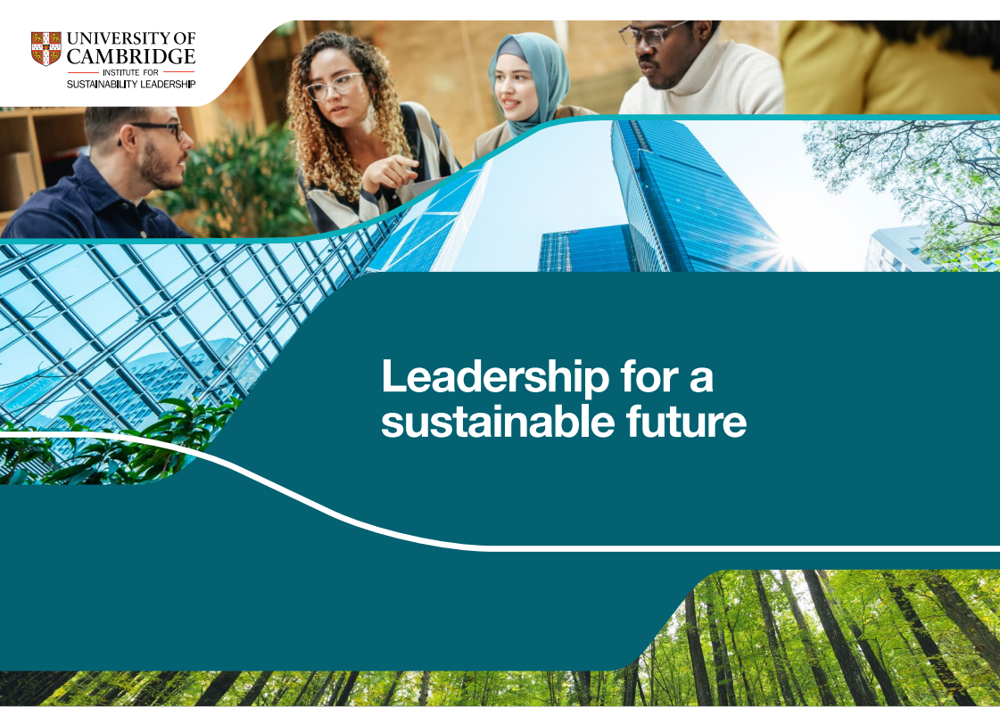 UNIVERSITY OF
CAMBRIDGE
INSTITUTE FOR
SUSTAINABILITY LEADERSHIP
Leadership for a
sustainable future